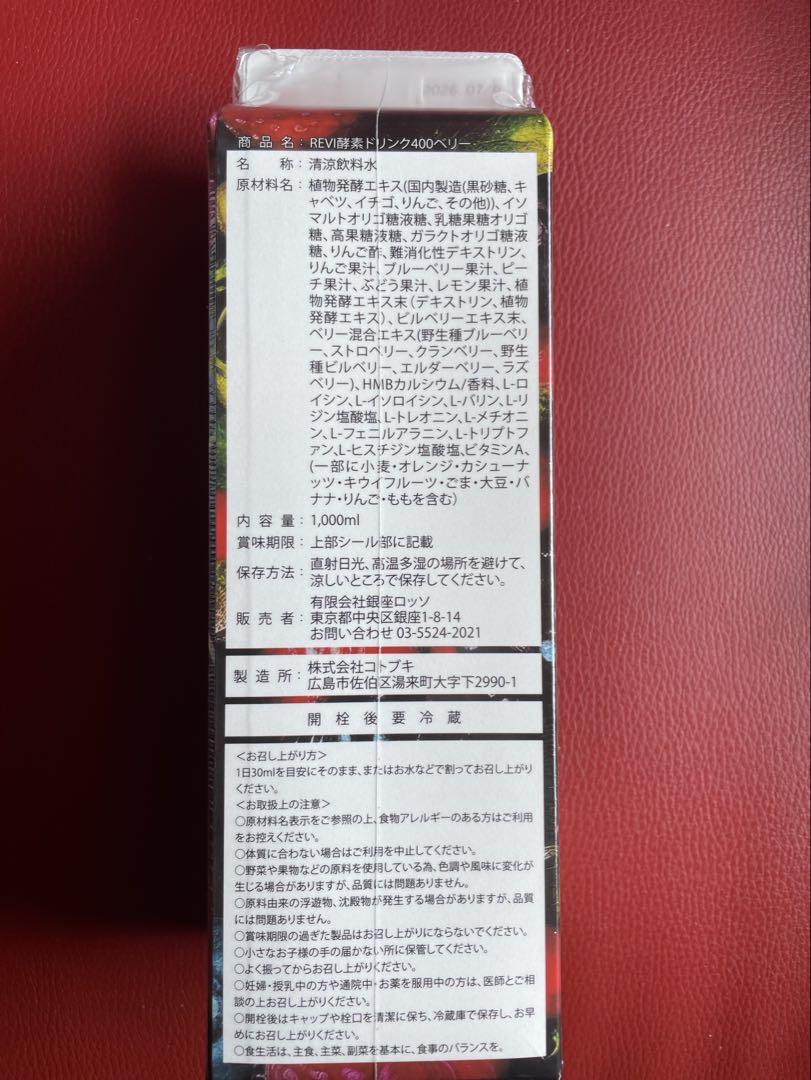 2026.07
商品名：REVI酵素ドリンク400ベリー
名称：清涼飲料水
原材料名：植物発酵エキス(国内製造(黒砂糖、キ
ャベツ、イチゴ、りんご、その他))、イソ
マルトオリゴ糖液糖、乳糖果糖オリゴ
糖、高果糖液糖、ガラクトオリゴ糖液
糖、りんご酢、難消化性デキストリン、
りんご果汁、ブルーベリー果汁、ピー
チ果汁、ぶどう果汁、レモン果汁、植
物発酵エキス末(デキストリン、植物
発酵エキス)、ビルベリーエキス末、
ベリー混合エキス(野生種ブルーベリ
ー、ストロベリー、クランベリー、野生
種ビルベリー、エルダーベリー、ラズ
ベリー)、HMBカルシウム/香料、L-ロ
イシン、L-イソロイシン、L-バリン、L-リ
ジン塩酸塩、L-トレオニン、L-メチオニ
ン、L-フェニルアラニン、L-トリプトフ
ァン、L-ヒスチジン塩酸塩、ビタミンA、
(一部に小麦・オレンジ・カシューナ
ッツ・キウイフルーツ・ごま・大豆・バ
ナナ・りんご・ももを含む)
内容量：1,000ml
賞味期限：上部シール部に記載
保存方法：直射日光、高温多湿の場所を避けて、
涼しいところで保存してください。
販売者：有限会社銀座ロッソ
東京都中央区銀座1-8-14
お問い合わせ 03-5524-2021
製造所：株式会社コトブキ
広島市佐伯区湯来町大字下2990-1
開栓後要冷蔵
＜お召し上がり方＞
1日30mlを目安にそのまま、またはお水などで割ってお召し上がり
ください。
＜お取扱上の注意＞
○原材料名表示をご参照の上、食物アレルギーのある方はご利用
をお控えください。
○体質に合わない場合はご利用を中止してください。
○野菜や果物などの原料を使用している為、色調や風味に変化が
生じる場合がありますが、品質には問題ありません。
○原料由来の浮遊物、沈殿物が発生する場合がありますが、品質
には問題ありません。
○賞味期限の過ぎた製品はお召し上がりにならないでください。
○小さなお子様の手の届かない所に保管してください。
○よく振ってからお召し上がりください。
○妊婦・授乳中の方や通院中・お薬を服用中の方は、医師とご相
談の上お召し上がりください。
○開栓後はキャップや栓口を清潔に保ち、冷蔵庫で保存し、お早
めにお召し上がりください。
○食生活は、主食、主菜、副菜を基本に、食事のバランスを。